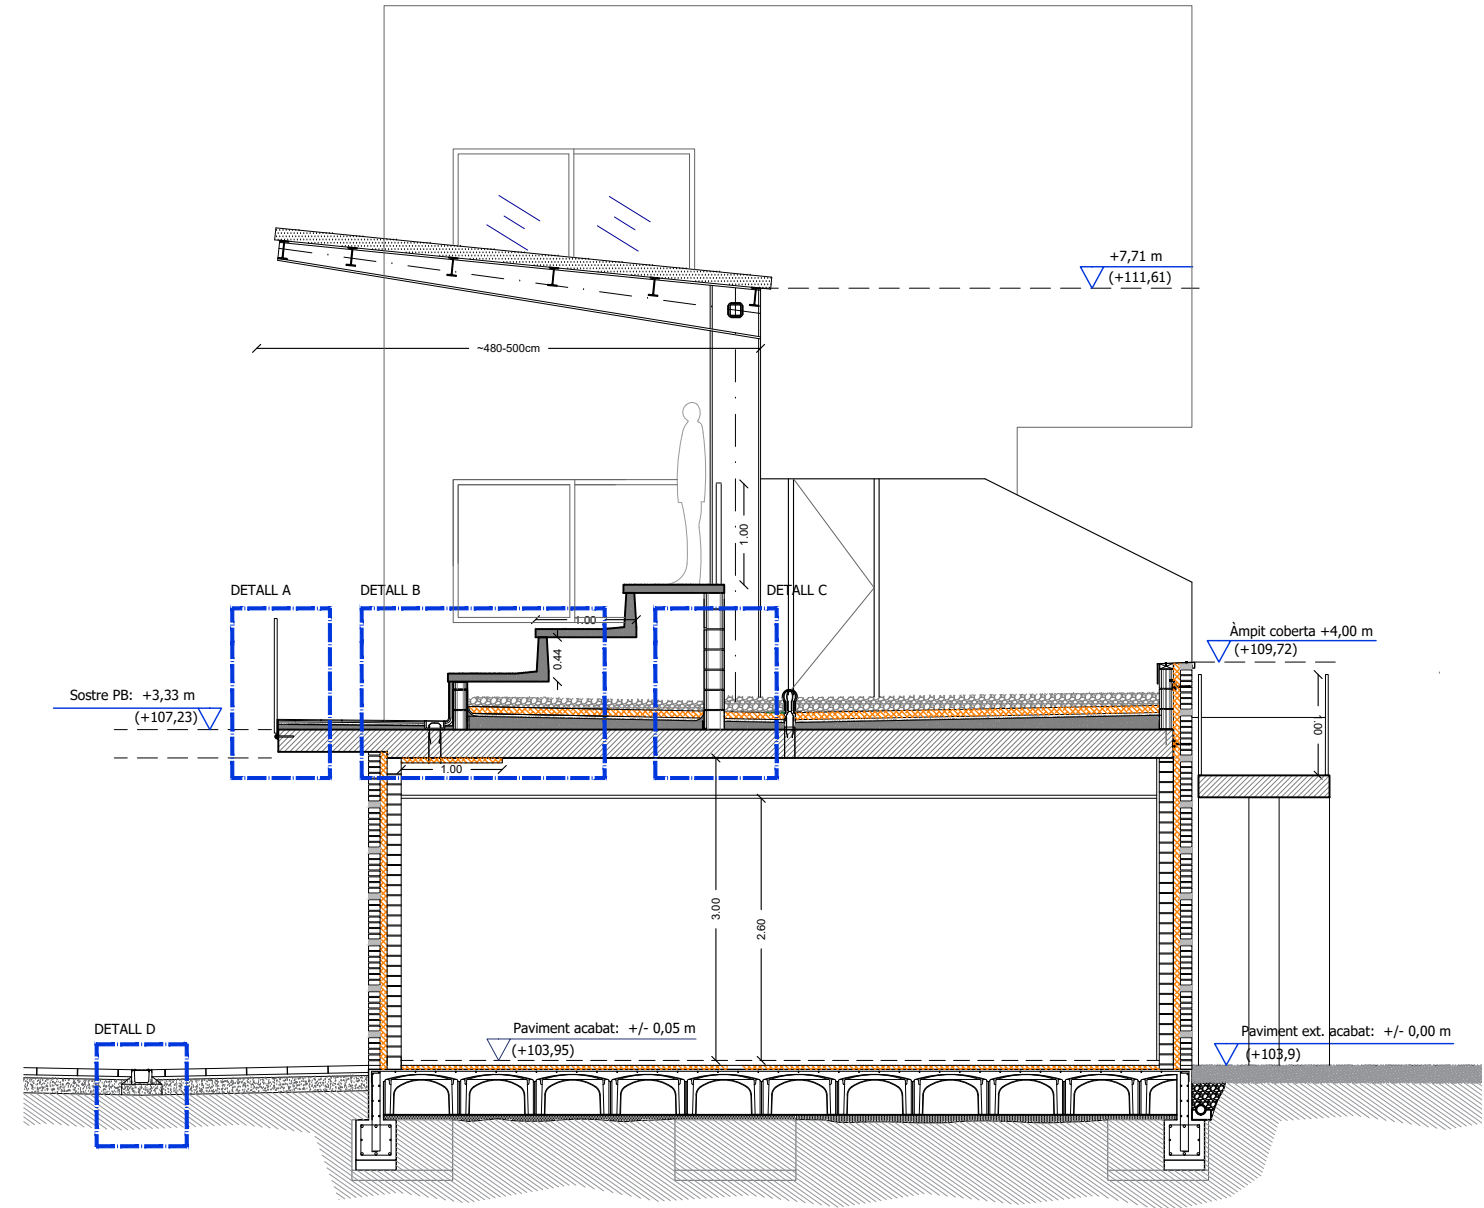 +7,71 m
(+111,61)
~480-500cm
1.00
DETALL A
DETALL B
DETALL C
1.00
0.44
Àmpit coberta +4,00 m
(+109,72)
Sostre PB: +3,33 m
(+107,23)
1.00
1.00
3.00
2.60
DETALL D
Paviment acabat: +/- 0,05 m
(+103,95)
Paviment ext. acabat: +/- 0,00 m
(+103,9)